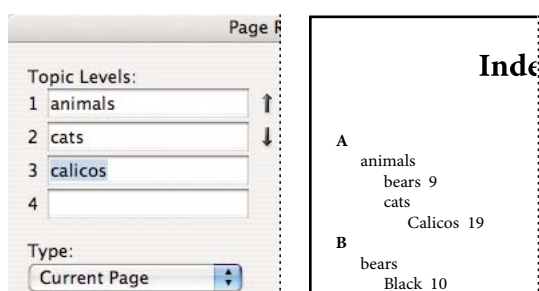 Page R
Topic Levels:
1 animals
2 cats
3 calicos
4
Type:
Current Page
Inde
A
animals
bears 9
cats
Calicos 19
B
bears
Black 10